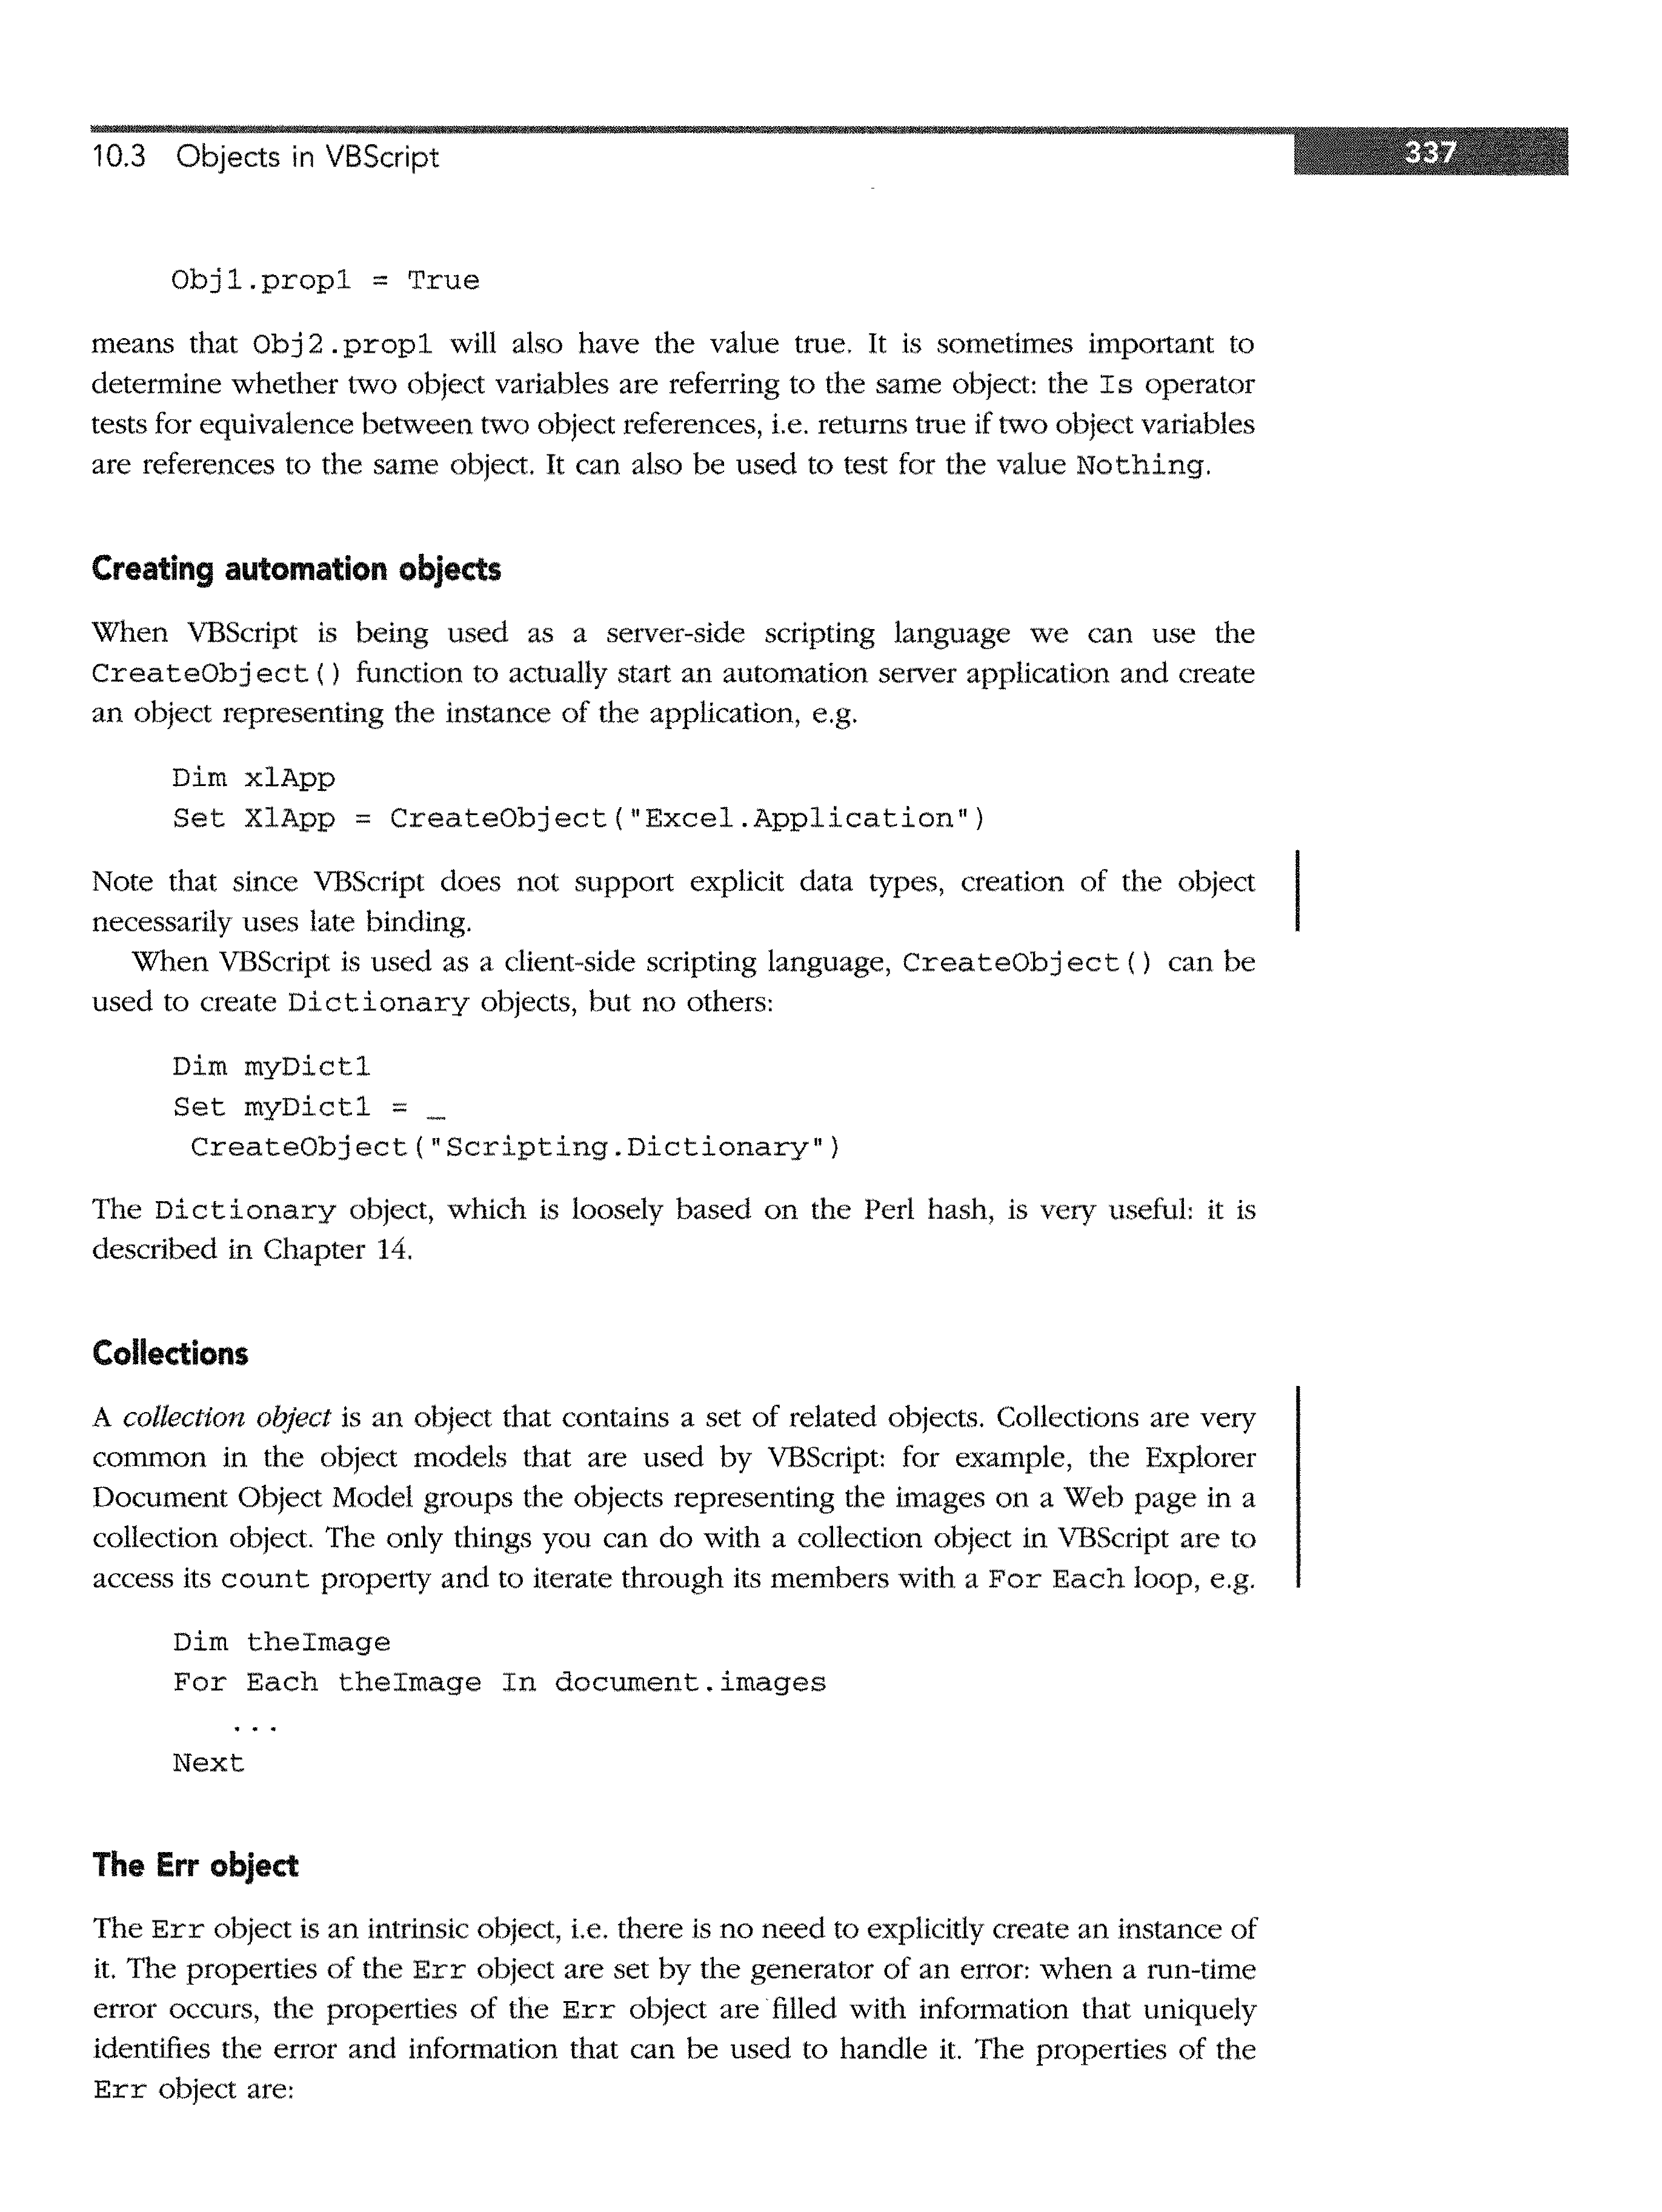 10.3 Objects in VBScript 337
Obj1.prop1 = True
means that Obj2.prop1 will also have the value true. It is sometimes important to
determine whether two object variables are referring to the same object: the Is operator
tests for equivalence between two object references, i.e. returns true if two object variables
are references to the same object. It can also be used to test for the value Nothing.
Creating automation objects
When VBScript is being used as a server-side scripting language we can use the
CreateObject() function to actually start an automation server application and create
an object representing the instance of the application, e.g.
Dim xlApp
Set XlApp = CreateObject("Excel.Application")
Note that since VBScript does not support explicit data types, creation of the object
necessarily uses late binding.
When VBScript is used as a client-side scripting language, CreateObject() can be
used to create Dictionary objects, but no others:
Dim myDict1
Set myDict1 = _
CreateObject("Scripting.Dictionary")
The Dictionary object, which is loosely based on the Perl hash, is very useful: it is
described in Chapter 14.
Collections
A collection object is an object that contains a set of related objects. Collections are very
common in the object models that are used by VBScript: for example, the Explorer
Document Object Model groups the objects representing the images on a Web page in a
collection object. The only things you can do with a collection object in VBScript are to
access its count property and to iterate through its members with a For Each loop, e.g.
Dim theImage
For Each theImage In document.images
...
Next
The Err object
The Err object is an intrinsic object, i.e. there is no need to explicitly create an instance of
it. The properties of the Err object are set by the generator of an error: when a run-time
error occurs, the properties of the Err object are filled with information that uniquely
identifies the error and information that can be used to handle it. The properties of the
Err object are: